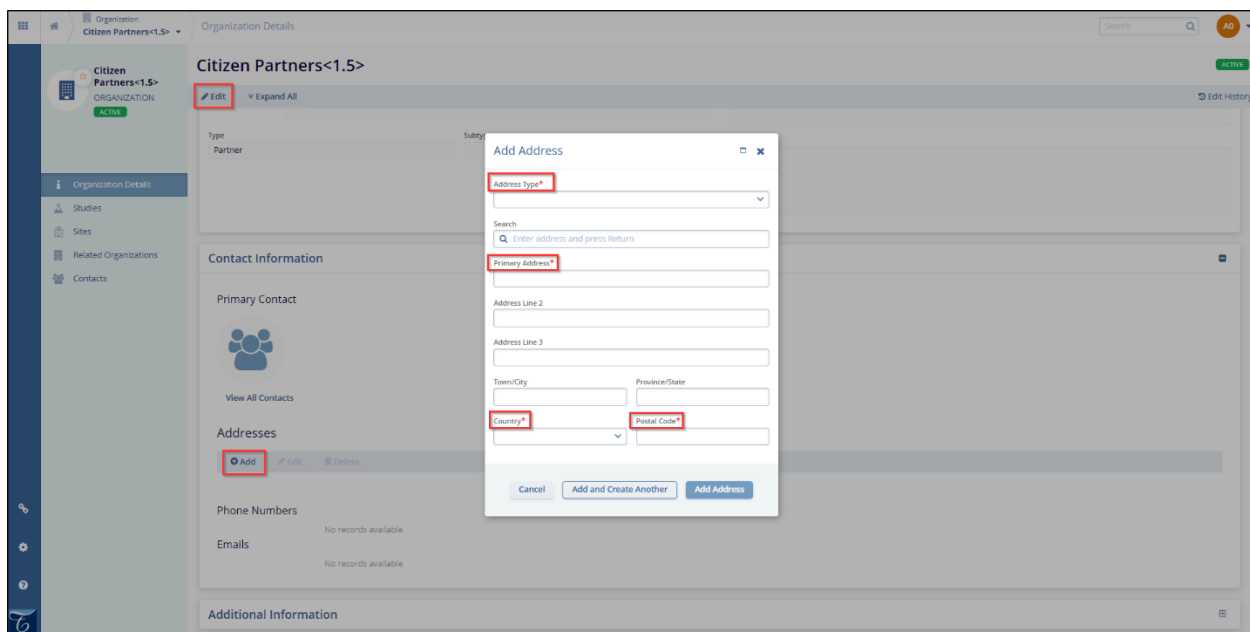 Organization
Citizen Partners<1.5>
Organization Details
Search
AO
Citizen
Partners<1.5>
ORGANIZATION
ACTIVE
Citizen Partners<1.5>
ACTIVE
Edit
Expand All
Edit History
Type
Partner
Organization Details
Studies
Sites
Related Organizations
Contacts
Contact Information
Primary Contact
View All Contacts
Addresses
Add Edit Delete
Phone Numbers
No records available
Emails
No records available
Additional Information
Add Address
Address Type*
Search
Enter address and press Return
Primary Address*
Address Line 2
Address Line 3
Town/City Province/State
Country* Postal Code*
Cancel Add and Create Another Add Address